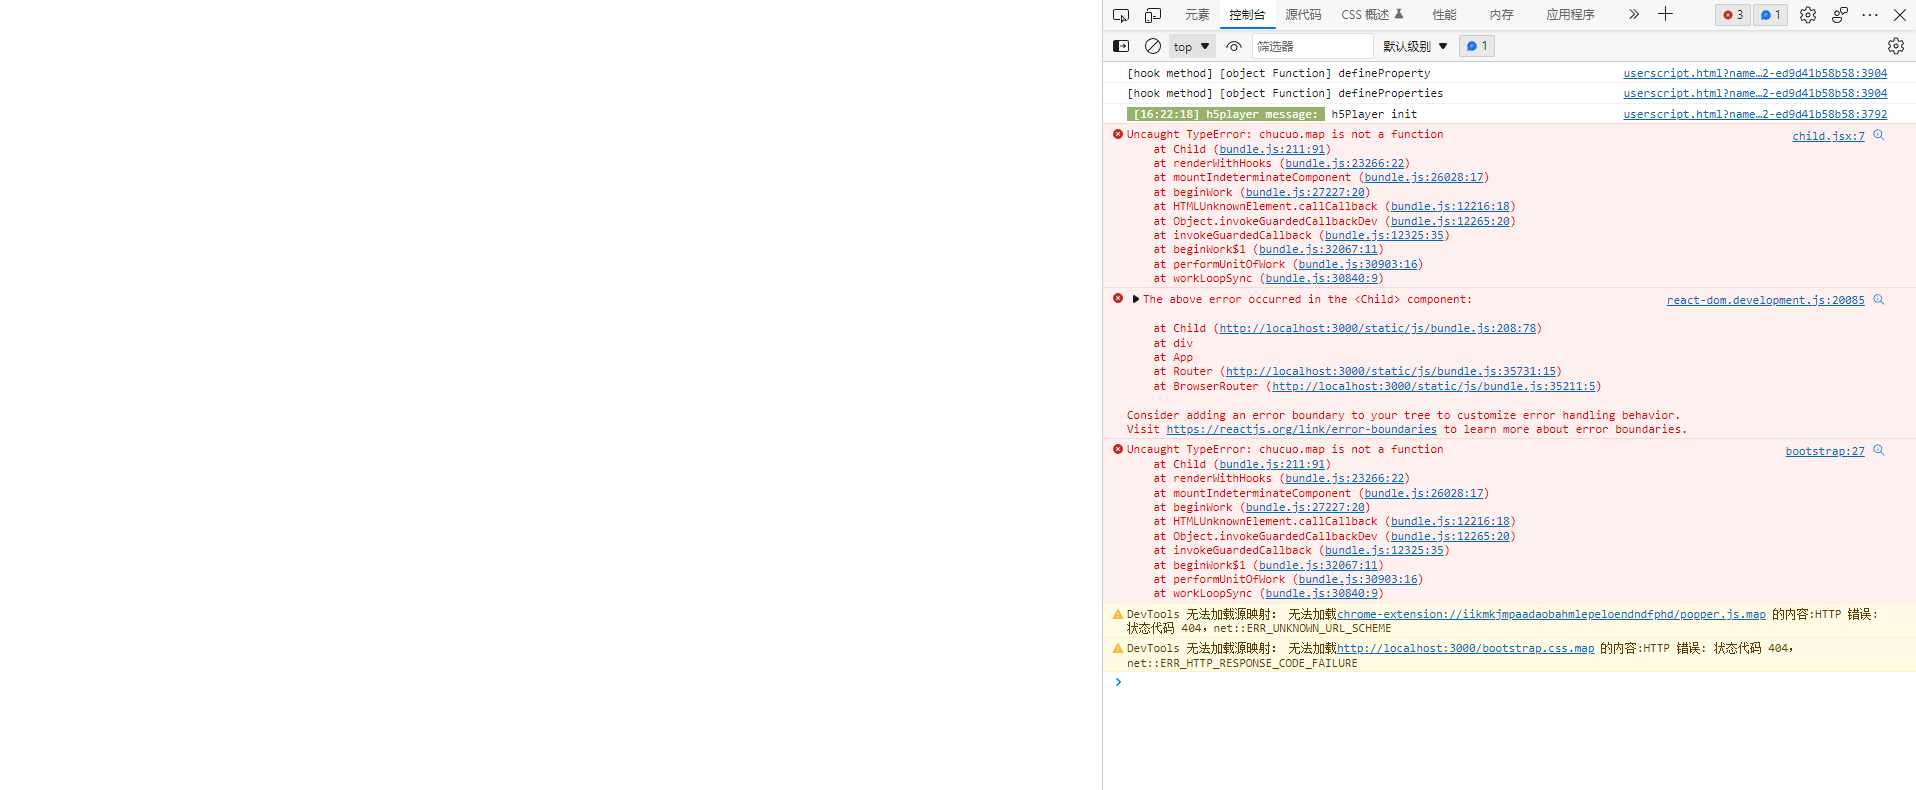 元素 控制台 源代码 CSS 概述 性能 内存 应用程序 3 1
top 筛选器 默认级别 1
[hook method] [object Function] defineProperty userscript.html?name…2-ed9d41b58b58:3904
[hook method] [object Function] defineProperties userscript.html?name…2-ed9d41b58b58:3904
[16:22:18] h5player message: h5Player init userscript.html?name…2-ed9d41b58b58:3792
Uncaught TypeError: chucuo.map is not a function child.jsx:7
at Child (bundle.js:211:91)
at renderWithHooks (bundle.js:23266:22)
at mountIndeterminateComponent (bundle.js:26028:17)
at beginWork (bundle.js:27227:20)
at HTMLUnknownElement.callCallback (bundle.js:12216:18)
at Object.invokeGuardedCallbackDev (bundle.js:12265:20)
at invokeGuardedCallback (bundle.js:12325:35)
at beginWork$1 (bundle.js:32067:11)
at performUnitOfWork (bundle.js:30903:16)
at workLoopSync (bundle.js:30840:9)
The above error occurred in the <Child> component: react-dom.development.js:20085
at Child (http://localhost:3000/static/js/bundle.js:208:78)
at div
at App
at Router (http://localhost:3000/static/js/bundle.js:35731:15)
at BrowserRouter (http://localhost:3000/static/js/bundle.js:35211:5)
Consider adding an error boundary to your tree to customize error handling behavior.
Visit https://reactjs.org/link/error-boundaries to learn more about error boundaries.
Uncaught TypeError: chucuo.map is not a function bootstrap:27
at Child (bundle.js:211:91)
at renderWithHooks (bundle.js:23266:22)
at mountIndeterminateComponent (bundle.js:26028:17)
at beginWork (bundle.js:27227:20)
at HTMLUnknownElement.callCallback (bundle.js:12216:18)
at Object.invokeGuardedCallbackDev (bundle.js:12265:20)
at invokeGuardedCallback (bundle.js:12325:35)
at beginWork$1 (bundle.js:32067:11)
at performUnitOfWork (bundle.js:30903:16)
at workLoopSync (bundle.js:30840:9)
DevTools 无法加载源映射: 无法加载chrome-extension://iikmkjmpaadaobahmlepeloendndfphd/popper.js.map 的内容:HTTP 错误:
状态代码 404，net::ERR_UNKNOWN_URL_SCHEME
DevTools 无法加载源映射: 无法加载http://localhost:3000/bootstrap.css.map 的内容:HTTP 错误: 状态代码 404，
net::ERR_HTTP_RESPONSE_CODE_FAILURE